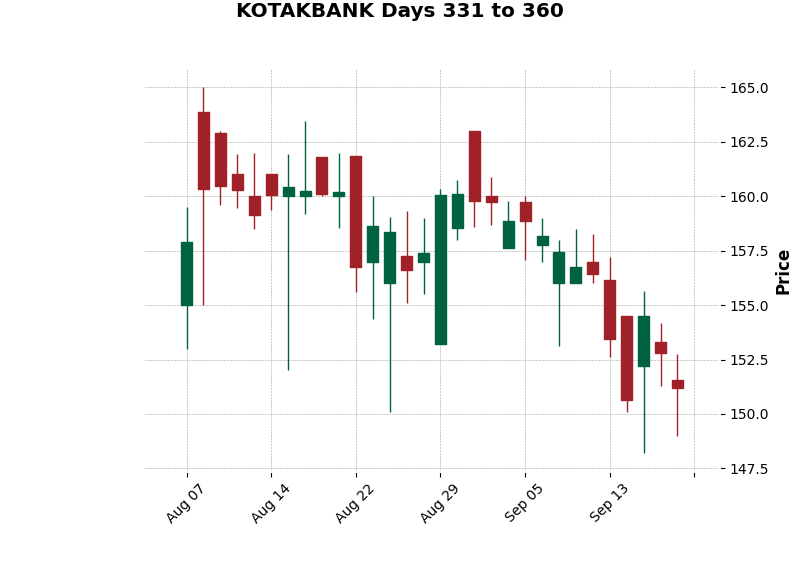 KOTAKBANK Days 331 to 360
165.0
162.5
160.0
157.5
155.0
152.5
150.0
147.5
Price
Aug 07
Aug 14
Aug 22
Aug 29
Sep 05
Sep 13